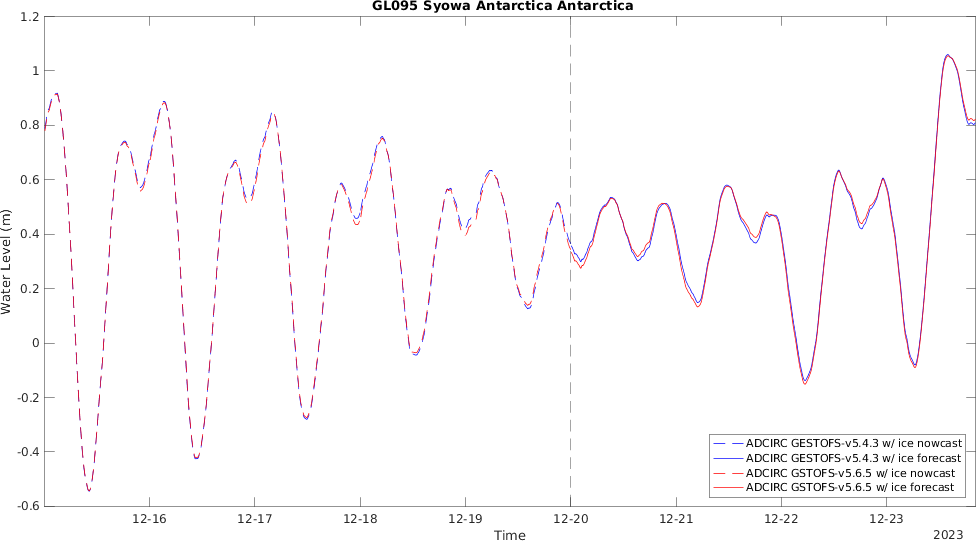 GL095 Syowa Antarctica Antarctica
1.2
1
0.8
0.6
0.4
0.2
0
-0.2
-0.4
-0.6
Water Level (m)
12-16
12-17
12-18
12-19
12-20
12-21
12-22
12-23
Time
2023
ADCIRC GESTOFS-v5.4.3 w/ ice nowcast
ADCIRC GESTOFS-v5.4.3 w/ ice forecast
ADCIRC GSTOFS-v5.6.5 w/ ice nowcast
ADCIRC GSTOFS-v5.6.5 w/ ice forecast